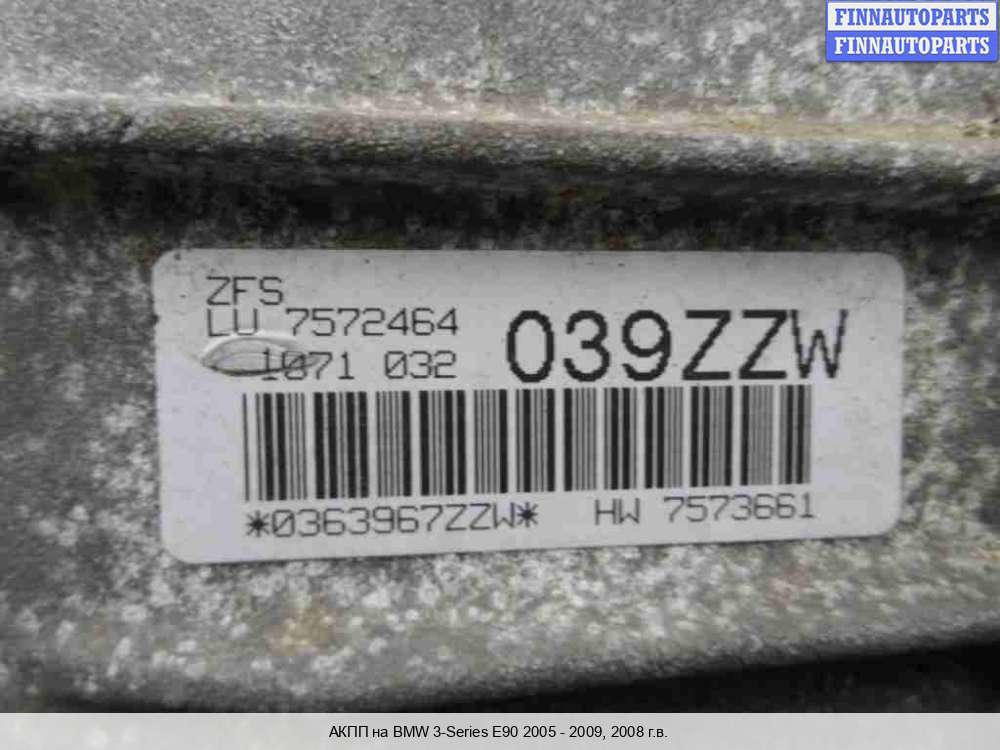 FINNAUTOPARTS
FINNAUTOPARTS
ZFS
LU 7572464
1071 032
039ZZW
*0363967ZZW* HW 7573661
АКПП на BMW 3-Series E90 2005 - 2009, 2008 г.в.